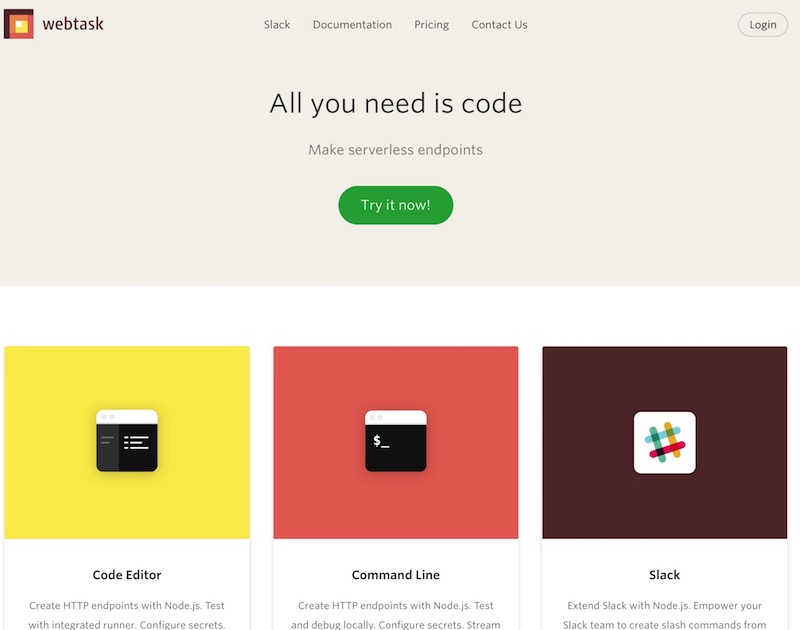 webtask
Slack Documentation Pricing Contact Us
Login
All you need is code
Make serverless endpoints
Try it now!
$_
Code Editor
Create HTTP endpoints with Node.js. Test
with integrated runner. Configure secrets.
Command Line
Create HTTP endpoints with Node.js. Test
and debug locally. Configure secrets. Stream
Slack
Extend Slack with Node.js. Empower your
Slack team to create slash commands from